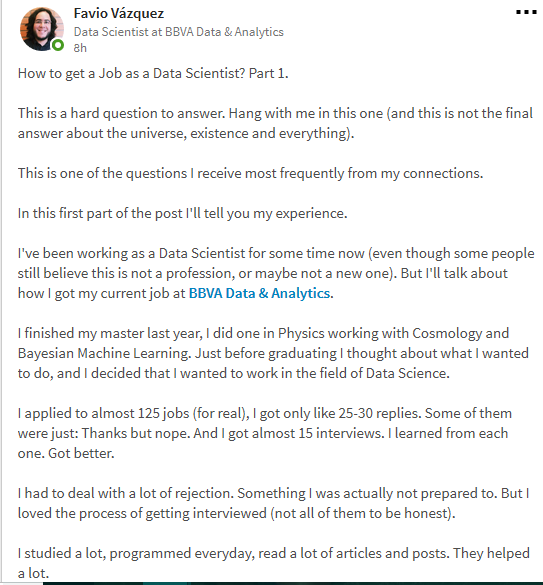 Favio Vázquez
Data Scientist at BBVA Data & Analytics
8h
How to get a Job as a Data Scientist? Part 1.
This is a hard question to answer. Hang with me in this one (and this is not the final
answer about the universe, existence and everything).
This is one of the questions I receive most frequently from my connections.
In this first part of the post I'll tell you my experience.
I've been working as a Data Scientist for some time now (even though some people
still believe this is not a profession, or maybe not a new one). But I'll talk about
how I got my current job at BBVA Data & Analytics.
I finished my master last year, I did one in Physics working with Cosmology and
Bayesian Machine Learning. Just before graduating I thought about what I wanted
to do, and I decided that I wanted to work in the field of Data Science.
I applied to almost 125 jobs (for real), I got only like 25-30 replies. Some of them
were just: Thanks but nope. And I got almost 15 interviews. I learned from each
one. Got better.
I had to deal with a lot of rejection. Something I was actually not prepared to. But I
loved the process of getting interviewed (not all of them to be honest).
I studied a lot, programmed everyday, read a lot of articles and posts. They helped
a lot.